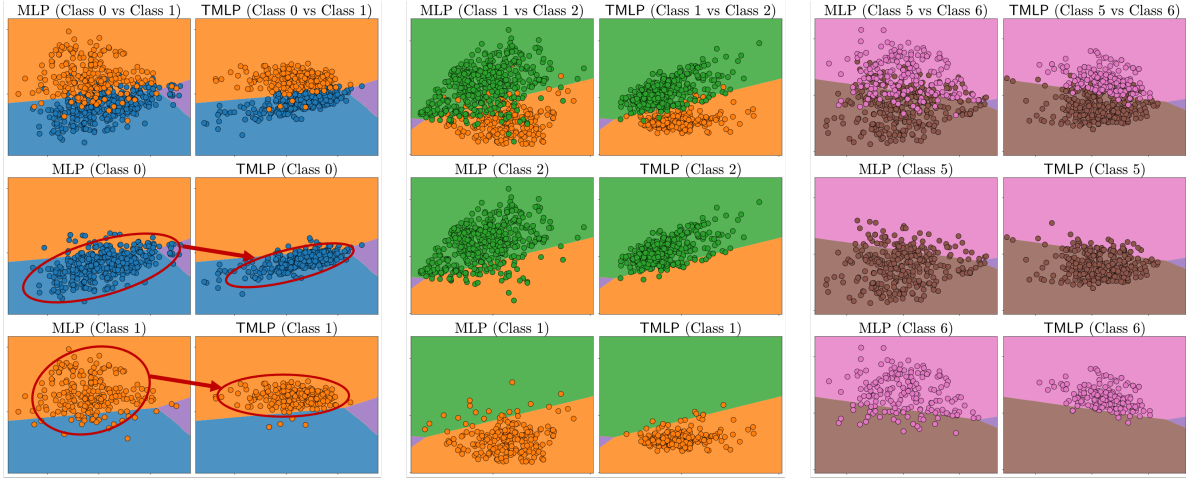 MLP (Class 0 vs Class 1)
TMLP (Class 0 vs Class 1)
MLP (Class 1 vs Class 2)
TMLP (Class 1 vs Class 2)
MLP (Class 5 vs Class 6)
TMLP (Class 5 vs Class 6)
MLP (Class 0)
TMLP (Class 0)
MLP (Class 2)
TMLP (Class 2)
MLP (Class 5)
TMLP (Class 5)
MLP (Class 1)
TMLP (Class 1)
MLP (Class 1)
TMLP (Class 1)
MLP (Class 6)
TMLP (Class 6)